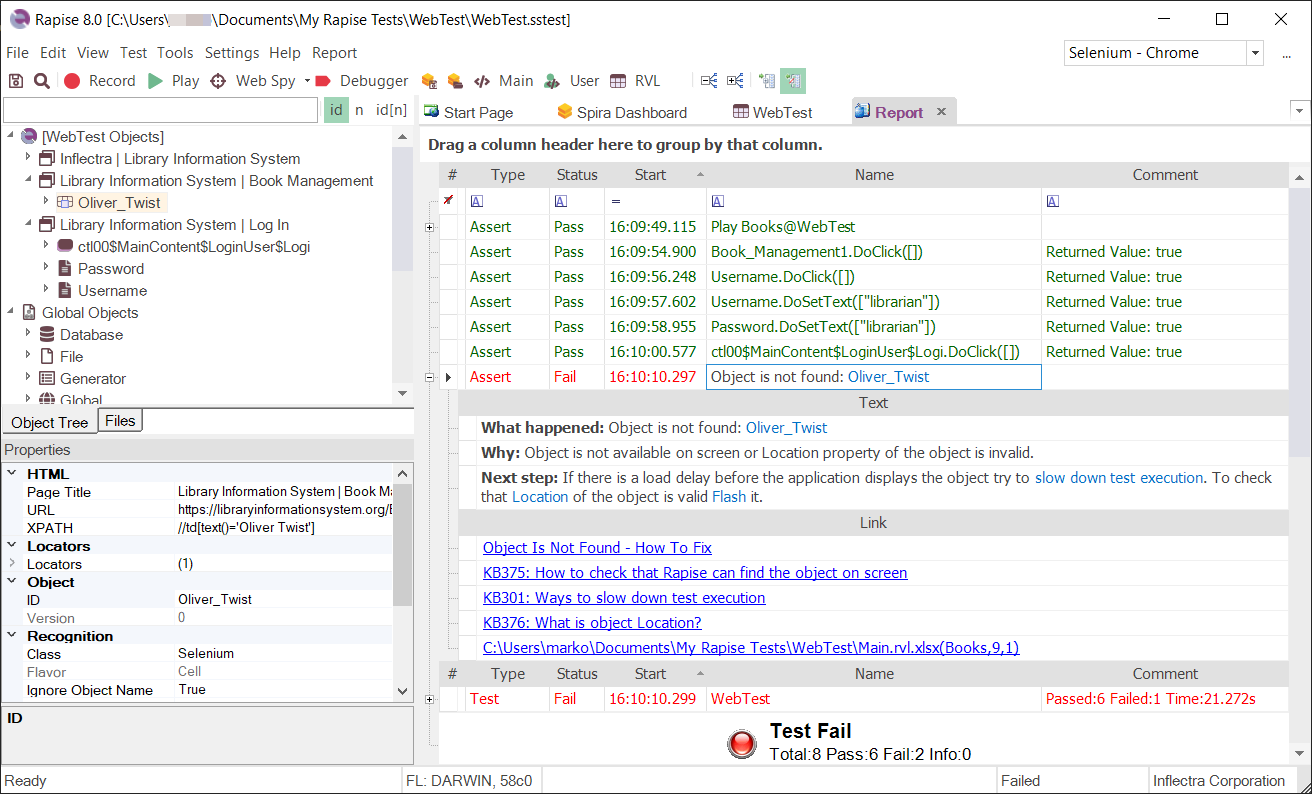 Rapise 8.0 [C:\Users\ \Documents\My Rapise Tests\WebTest\WebTest.sstest]
File Edit View Test Tools Settings Help Report
Selenium - Chrome
...
Record Play Web Spy Debugger Main User RVL
id n id[n]
Start Page Spira Dashboard WebTest Report
[WebTest Objects]
Inflectra | Library Information System
Library Information System | Book Management
Oliver_Twist
Library Information System | Log In
ctl00$MainContent$LoginUser$Logi
Password
Username
Global Objects
Database
File
Generator
Global
Object Tree Files
Properties
HTML
Page Title Library Information System | Book Ma
URL https://libraryinformationsystem.org/
XPATH //td[text()='Oliver Twist']
Locators
Locators (1)
Object
ID Oliver_Twist
Version 0
Recognition
Class Selenium
Flavor Cell
Ignore Object Name True
ID
Drag a column header here to group by that column.
# Type Status Start Name Comment
A A = A A
Assert Pass 16:09:49.115 Play Books@WebTest
Assert Pass 16:09:54.900 Book_Management1.DoClick([]) Returned Value: true
Assert Pass 16:09:56.248 Username.DoClick([]) Returned Value: true
Assert Pass 16:09:57.602 Username.DoSetText(["librarian"]) Returned Value: true
Assert Pass 16:09:58.955 Password.DoSetText(["librarian"]) Returned Value: true
Assert Pass 16:10:00.577 ctl00$MainContent$LoginUser$Logi.DoClick([]) Returned Value: true
Assert Fail 16:10:10.297 Object is not found: Oliver_Twist
Text
What happened: Object is not found: Oliver_Twist
Why: Object is not available on screen or Location property of the object is invalid.
Next step: If there is a load delay before the application displays the object try to slow down test execution. To check
that Location of the object is valid Flash it.
Link
Object Is Not Found - How To Fix
KB375: How to check that Rapise can find the object on screen
KB301: Ways to slow down test execution
KB376: What is object Location?
C:\Users\marko\Documents\My Rapise Tests\WebTest\Main.rvl.xlsx(Books,9,1)
# Type Status Start Name Comment
Test Fail 16:10:10.299 WebTest Passed:6 Failed:1 Time:21.272s
Test Fail
Total:8 Pass:6 Fail:2 Info:0
Ready FL: DARWIN, 58c0 Failed Inflectra Corporation